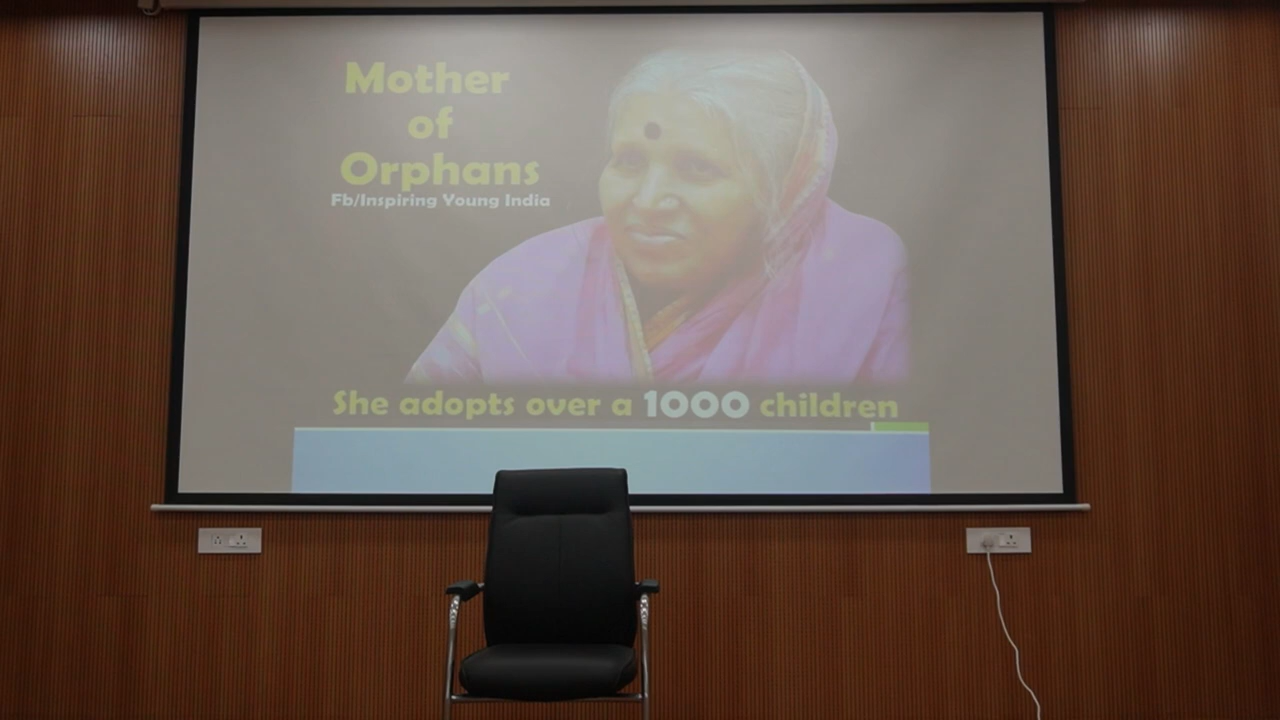 Mother
of
Orphans
Fb/Inspiring Young India
She adopts over a 1000 children